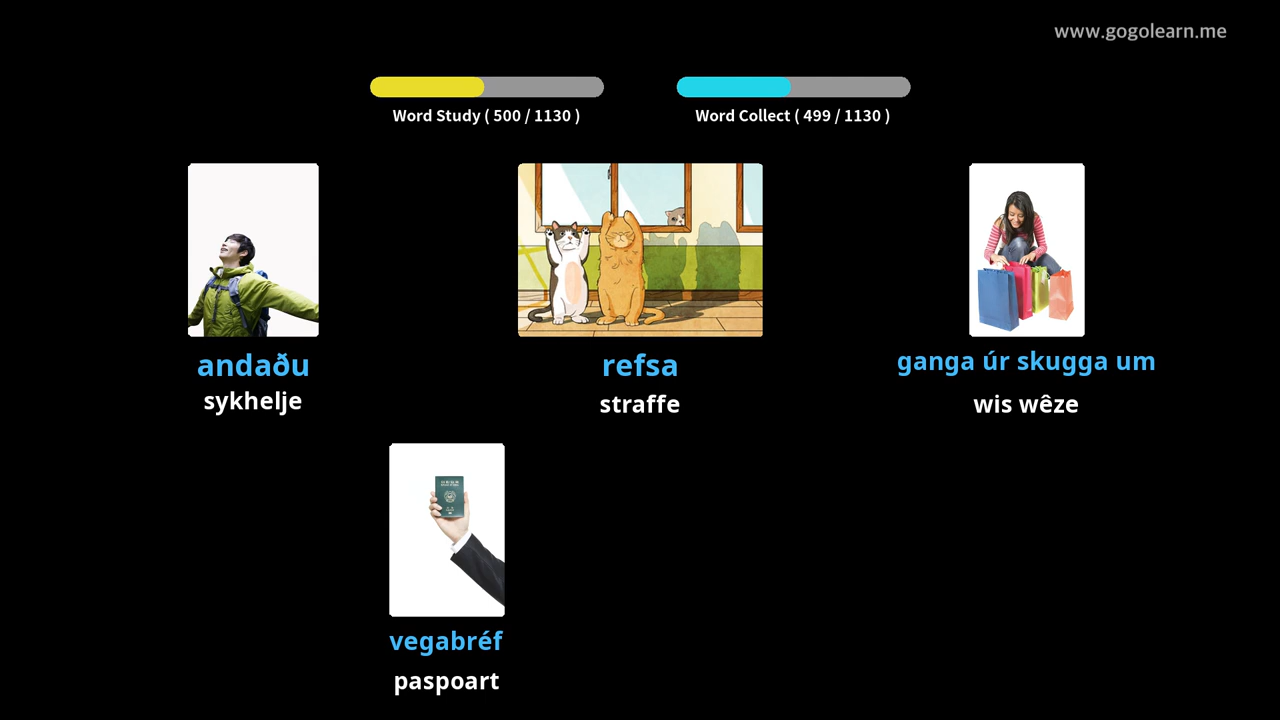 www.gogolearn.me
Word Study ( 500 / 1130 )
Word Collect ( 499 / 1130 )
andaðu
sykhelje
refsa
straffe
ganga úr skugga um
wis wêze
vegabréf
paspoart